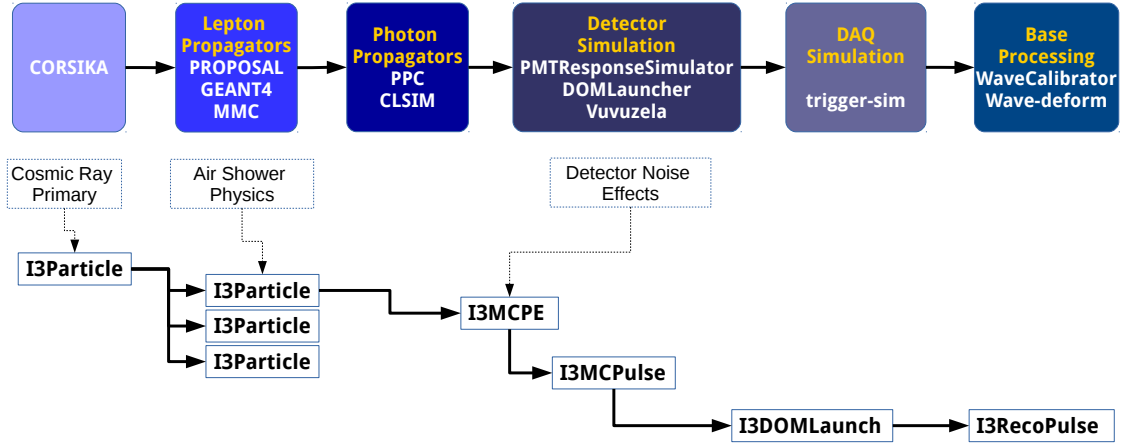 CORSIKA
Lepton
Propagators
PROPOSAL
GEANT4
MMC
Photon
Propagators
PPC
CLSIM
Detector
Simulation
PMTResponseSimulator
DOMLauncher
Vuvuzela
DAQ
Simulation
trigger-sim
Base
Processing
WaveCalibrator
Wave-deform
Cosmic Ray
Primary
Air Shower
Physics
Detector Noise
Effects
I3Particle
I3Particle
I3Particle
I3Particle
I3MCPE
I3MCPulse
I3DOMLaunch
I3RecoPulse